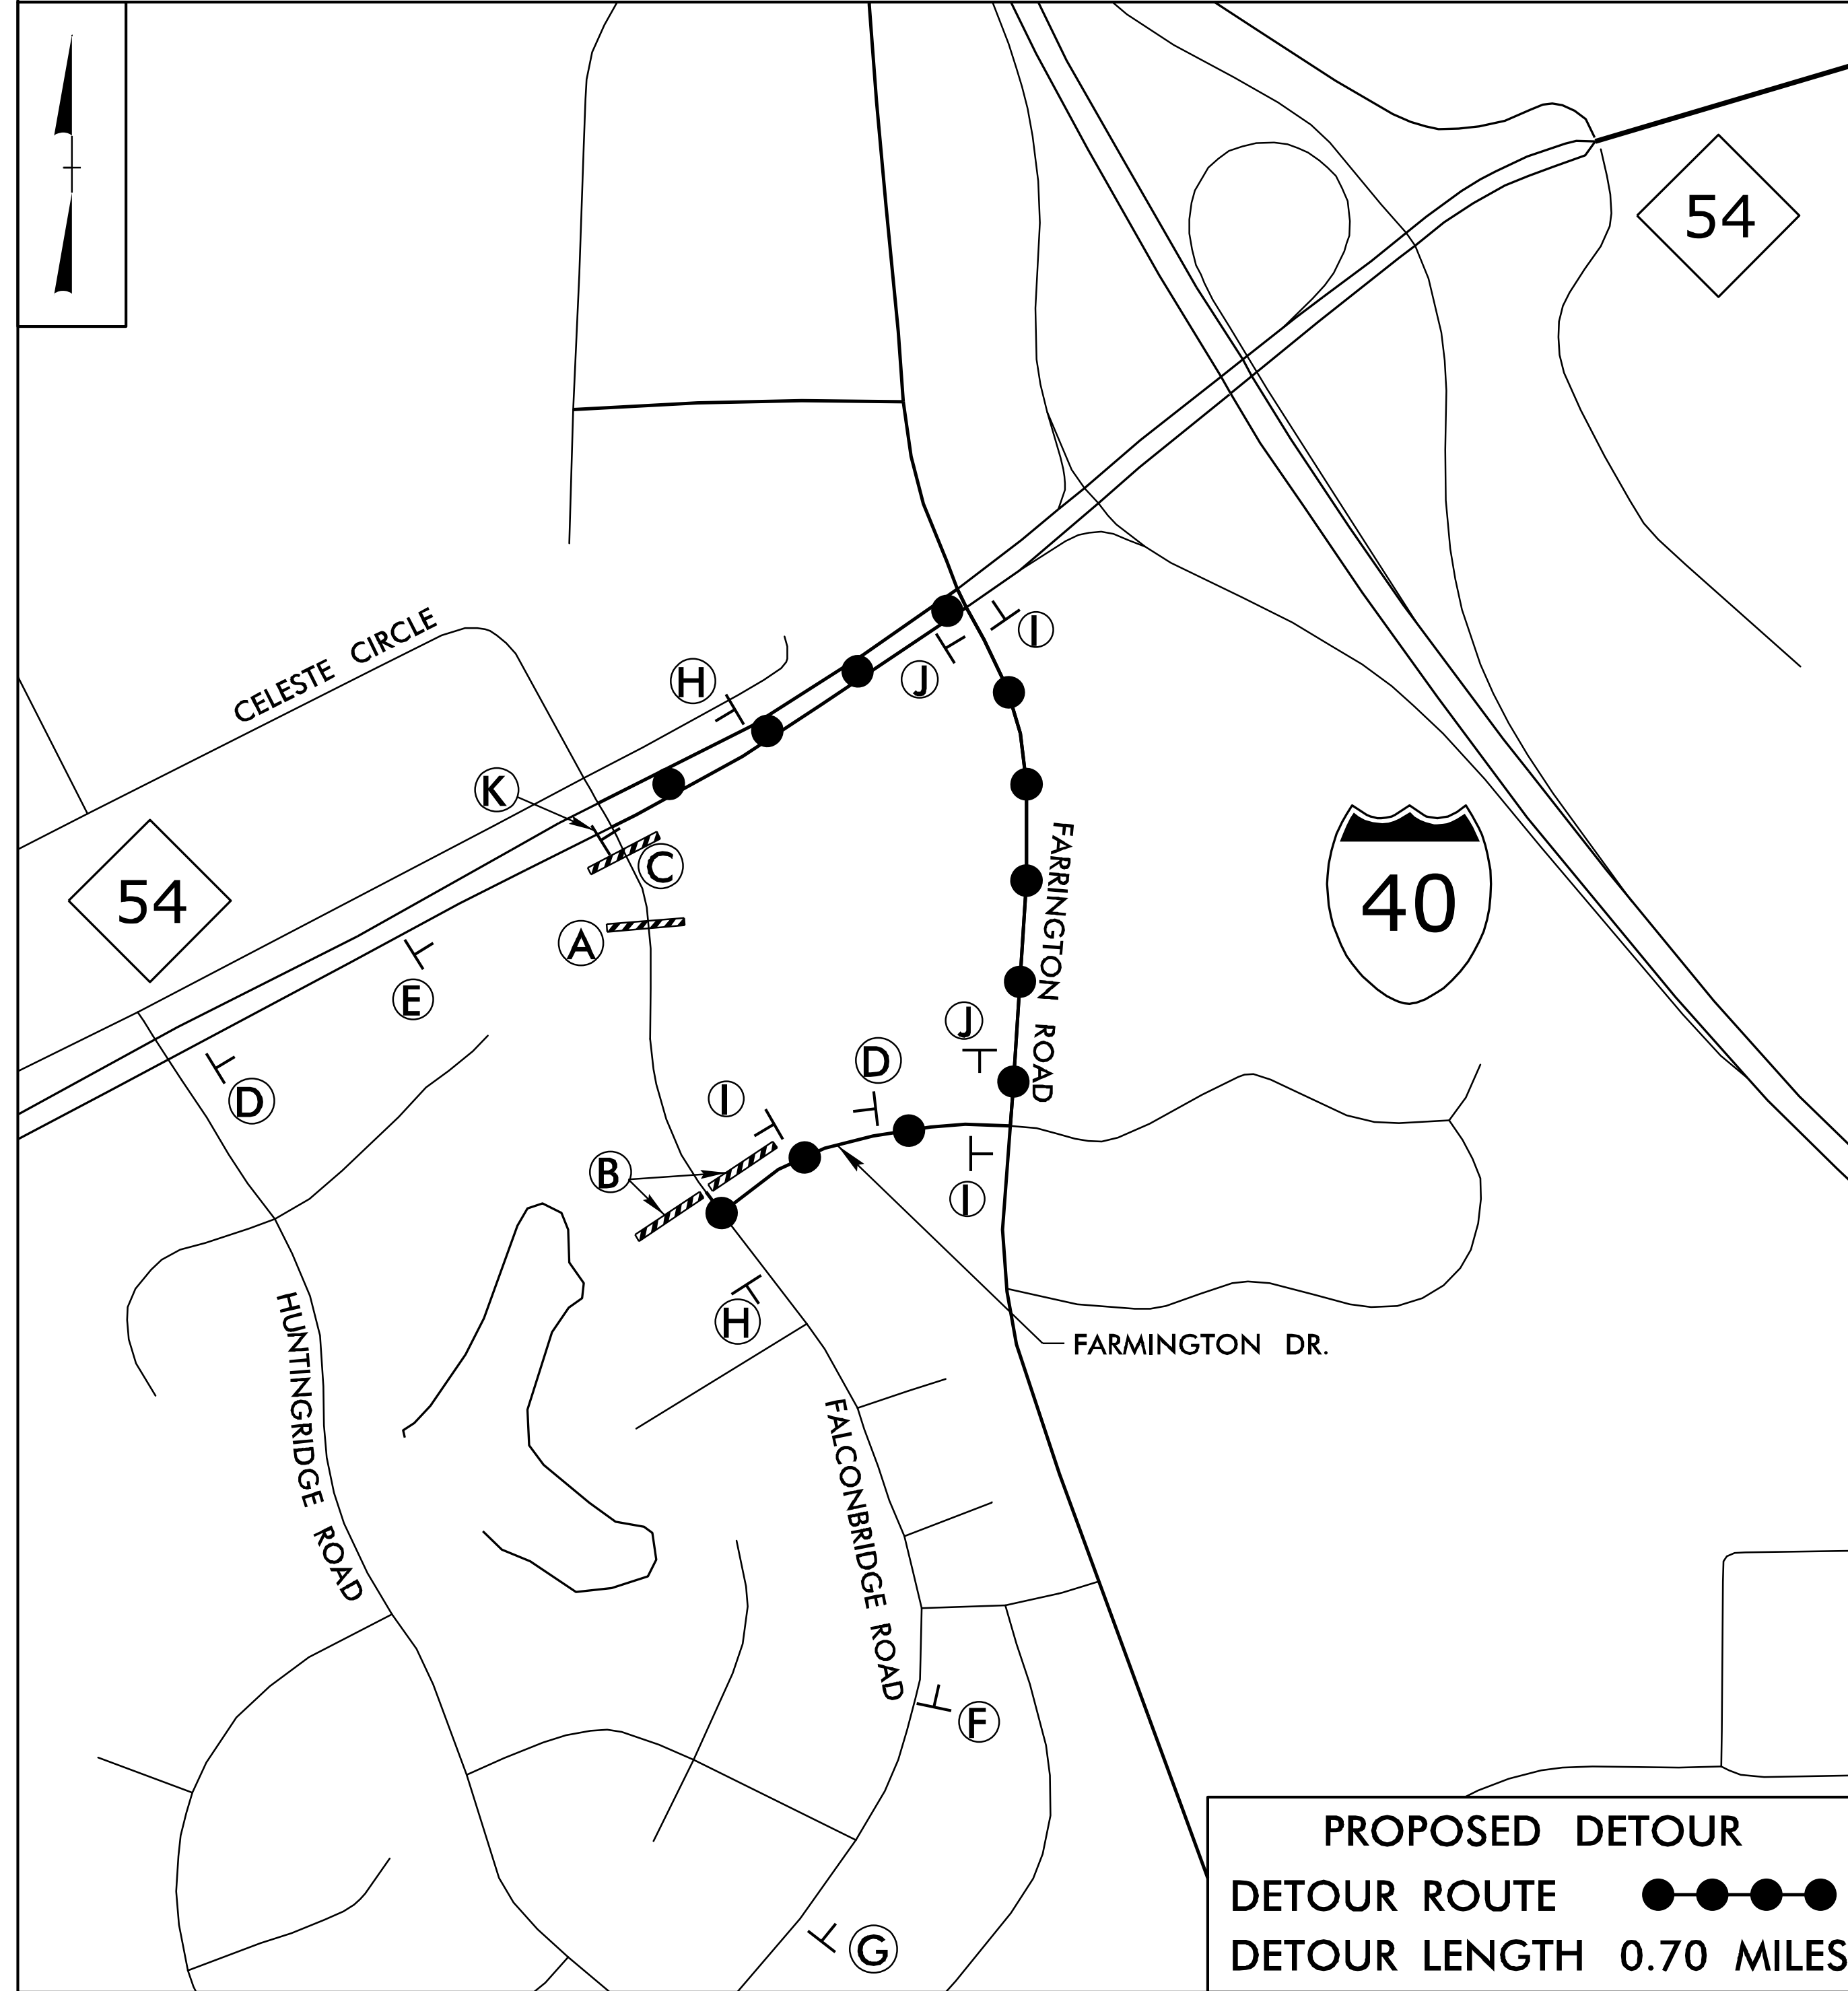 54
I
H
J
CELESTE CIRCLE
K
C
54
40
A
E
FARRINGTON ROAD
J
D
D
I
B
I
H
FARMINGTON DR.
HUNTINGRIDGE ROAD
FALCONBRIDGE ROAD
F
G
PROPOSED DETOUR
DETOUR ROUTE
DETOUR LENGTH 0.70 MILES